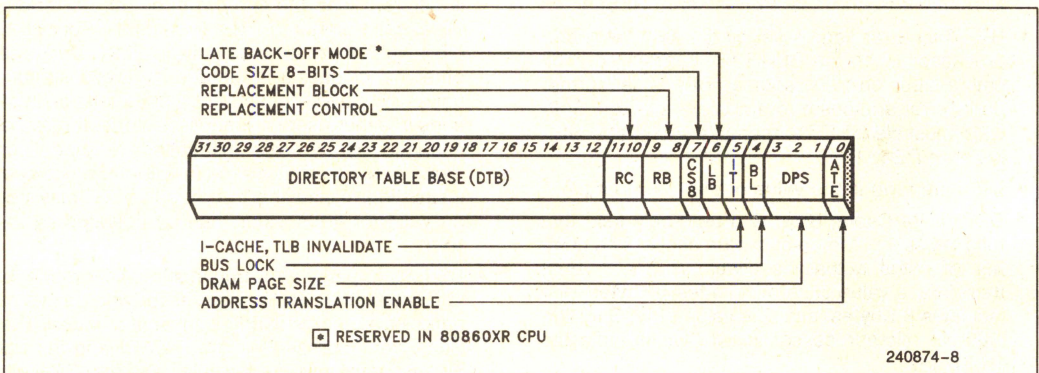 LATE BACK-OFF MODE *
CODE SIZE 8-BITS
REPLACEMENT BLOCK
REPLACEMENT CONTROL
31 30 29 28 27 26 25 24 23 22 21 20 19 18 17 16 15 14 13 12 11 10 9 8 7 6 5 4 3 2 1 0
DIRECTORY TABLE BASE (DTB) RC RB CS8 LB ITI BL DPS ATE
I-CACHE, TLB INVALIDATE
BUS LOCK
DRAM PAGE SIZE
ADDRESS TRANSLATION ENABLE
* RESERVED IN 80860XR CPU
240874-8